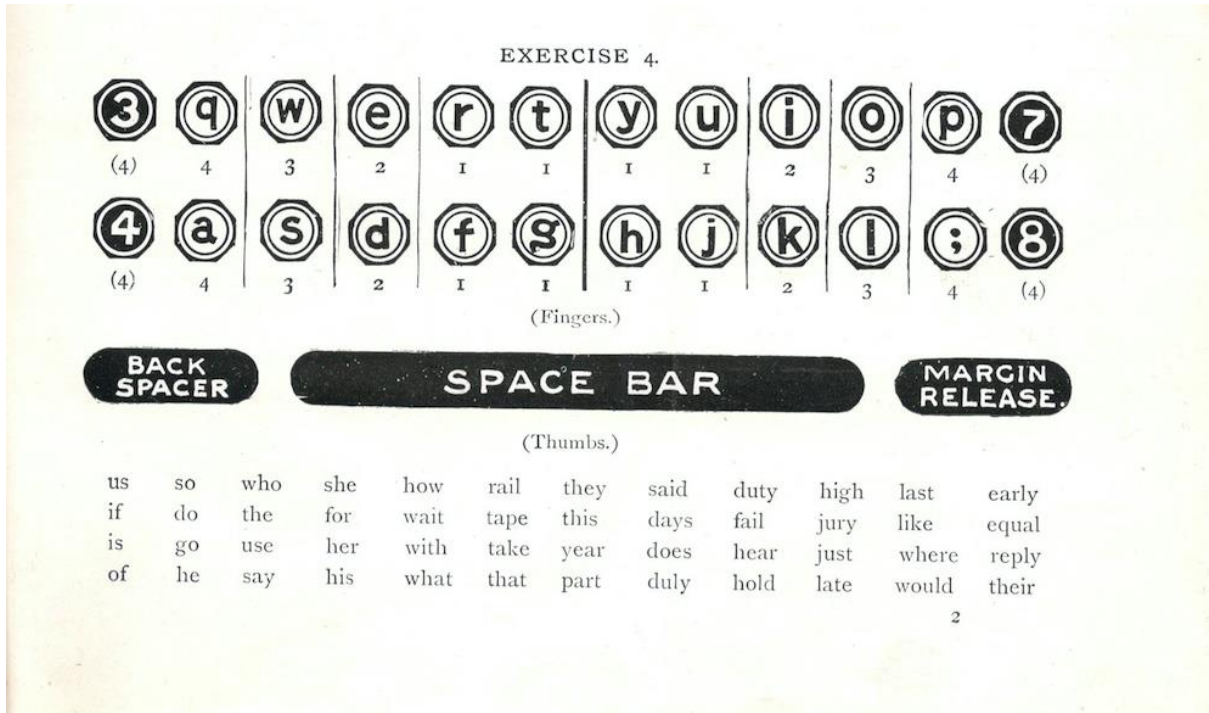 EXERCISE 4.
3 q w e r t y u i o p 7
(4) 4 3 2 1 1 1 1 2 3 4 (4)
4 a s d f g h j k l ; 8
(4) 4 3 2 1 1 1 1 2 3 4 (4)
(Fingers.)
BACK SPACER SPACE BAR MARGIN RELEASE.
(Thumbs.)
us so who she how rail they said duty high last early
if do the for wait tape this days fail jury like equal
is go use her with take year does hear just where reply
of he say his what that part duly hold late would their
2